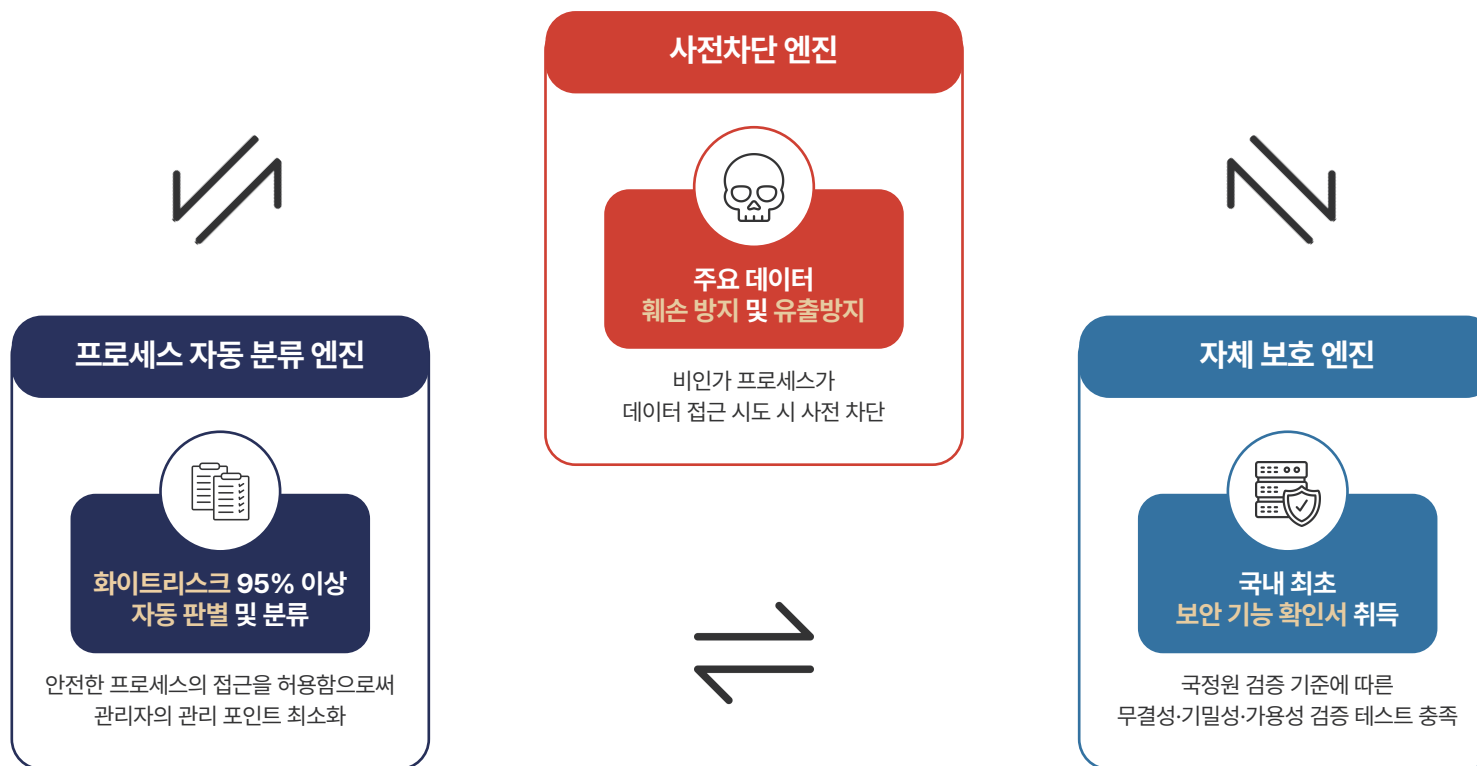 사전차단 엔진
주요 데이터
훼손 방지 및 유출방지
비인가 프로세스가
데이터 접근 시도 시 사전 차단
프로세스 자동 분류 엔진
화이트리스크 95% 이상
자동 판별 및 분류
안전한 프로세스의 접근을 허용함으로써
관리자의 관리 포인트 최소화
자체 보호 엔진
국내 최초
보안 기능 확인서 취득
국정원 검증 기준에 따른
무결성·기밀성·가용성 검증 테스트 충족